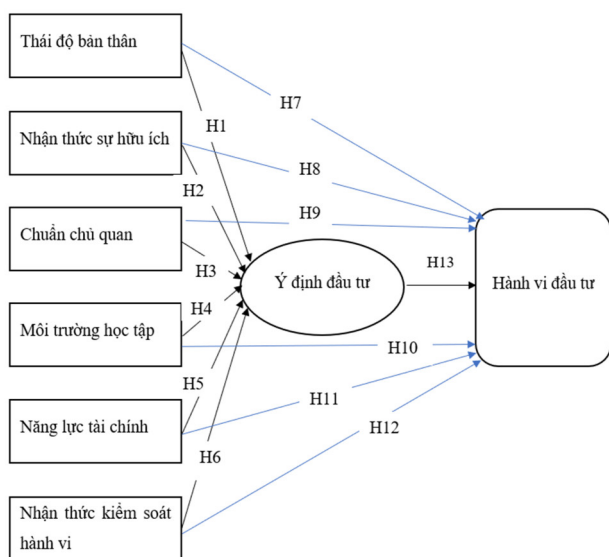 Thái độ bản thân
H7
H1
Nhận thức sự hữu ích
H8
H2
H9
Chuẩn chủ quan
H3
Ý định đầu tư
H13
Hành vi đầu tư
H4
Môi trường học tập
H10
H5
H11
Năng lực tài chính
H12
H6
Nhận thức kiểm soát
hành vi